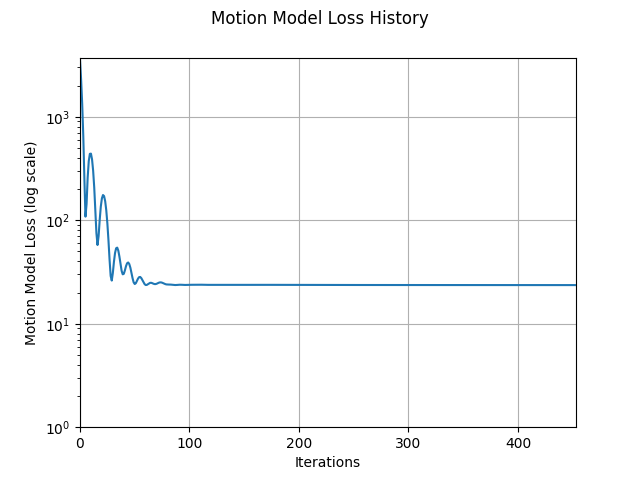 Motion Model Loss History
Motion Model Loss (log scale)
10³
10²
10¹
10⁰
0 100 200 300 400
Iterations